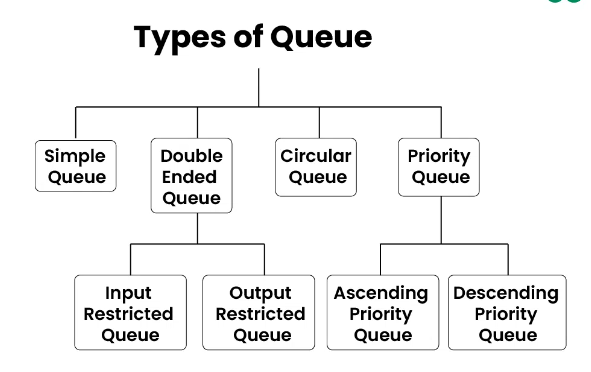 Types of Queue
Simple
Queue
Double
Ended
Queue
Circular
Queue
Priority
Queue
Input
Restricted
Queue
Output
Restricted
Queue
Ascending
Priority
Queue
Descending
Priority
Queue